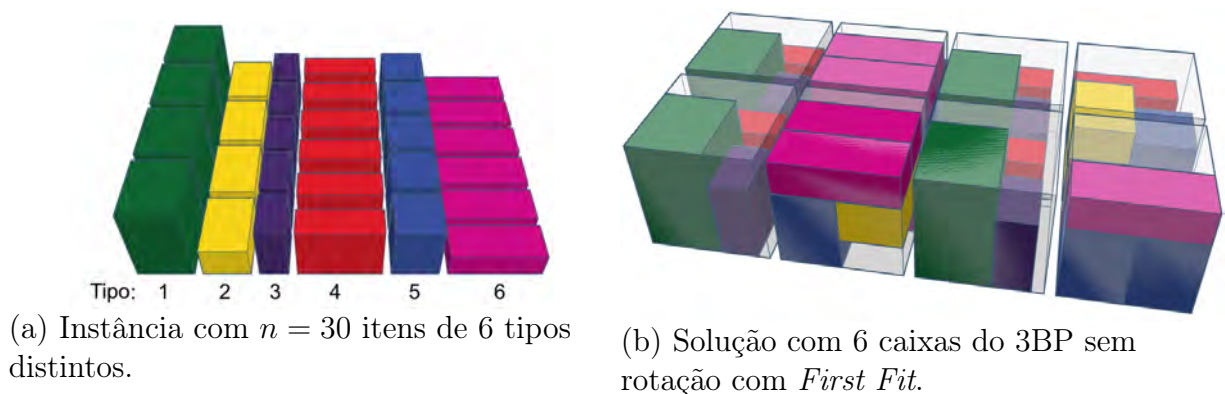 Tipo: 1 2 3 4 5 6
(a) Instância com n = 30 itens de 6 tipos
distintos.
(b) Solução com 6 caixas do 3BP sem
rotação com First Fit.